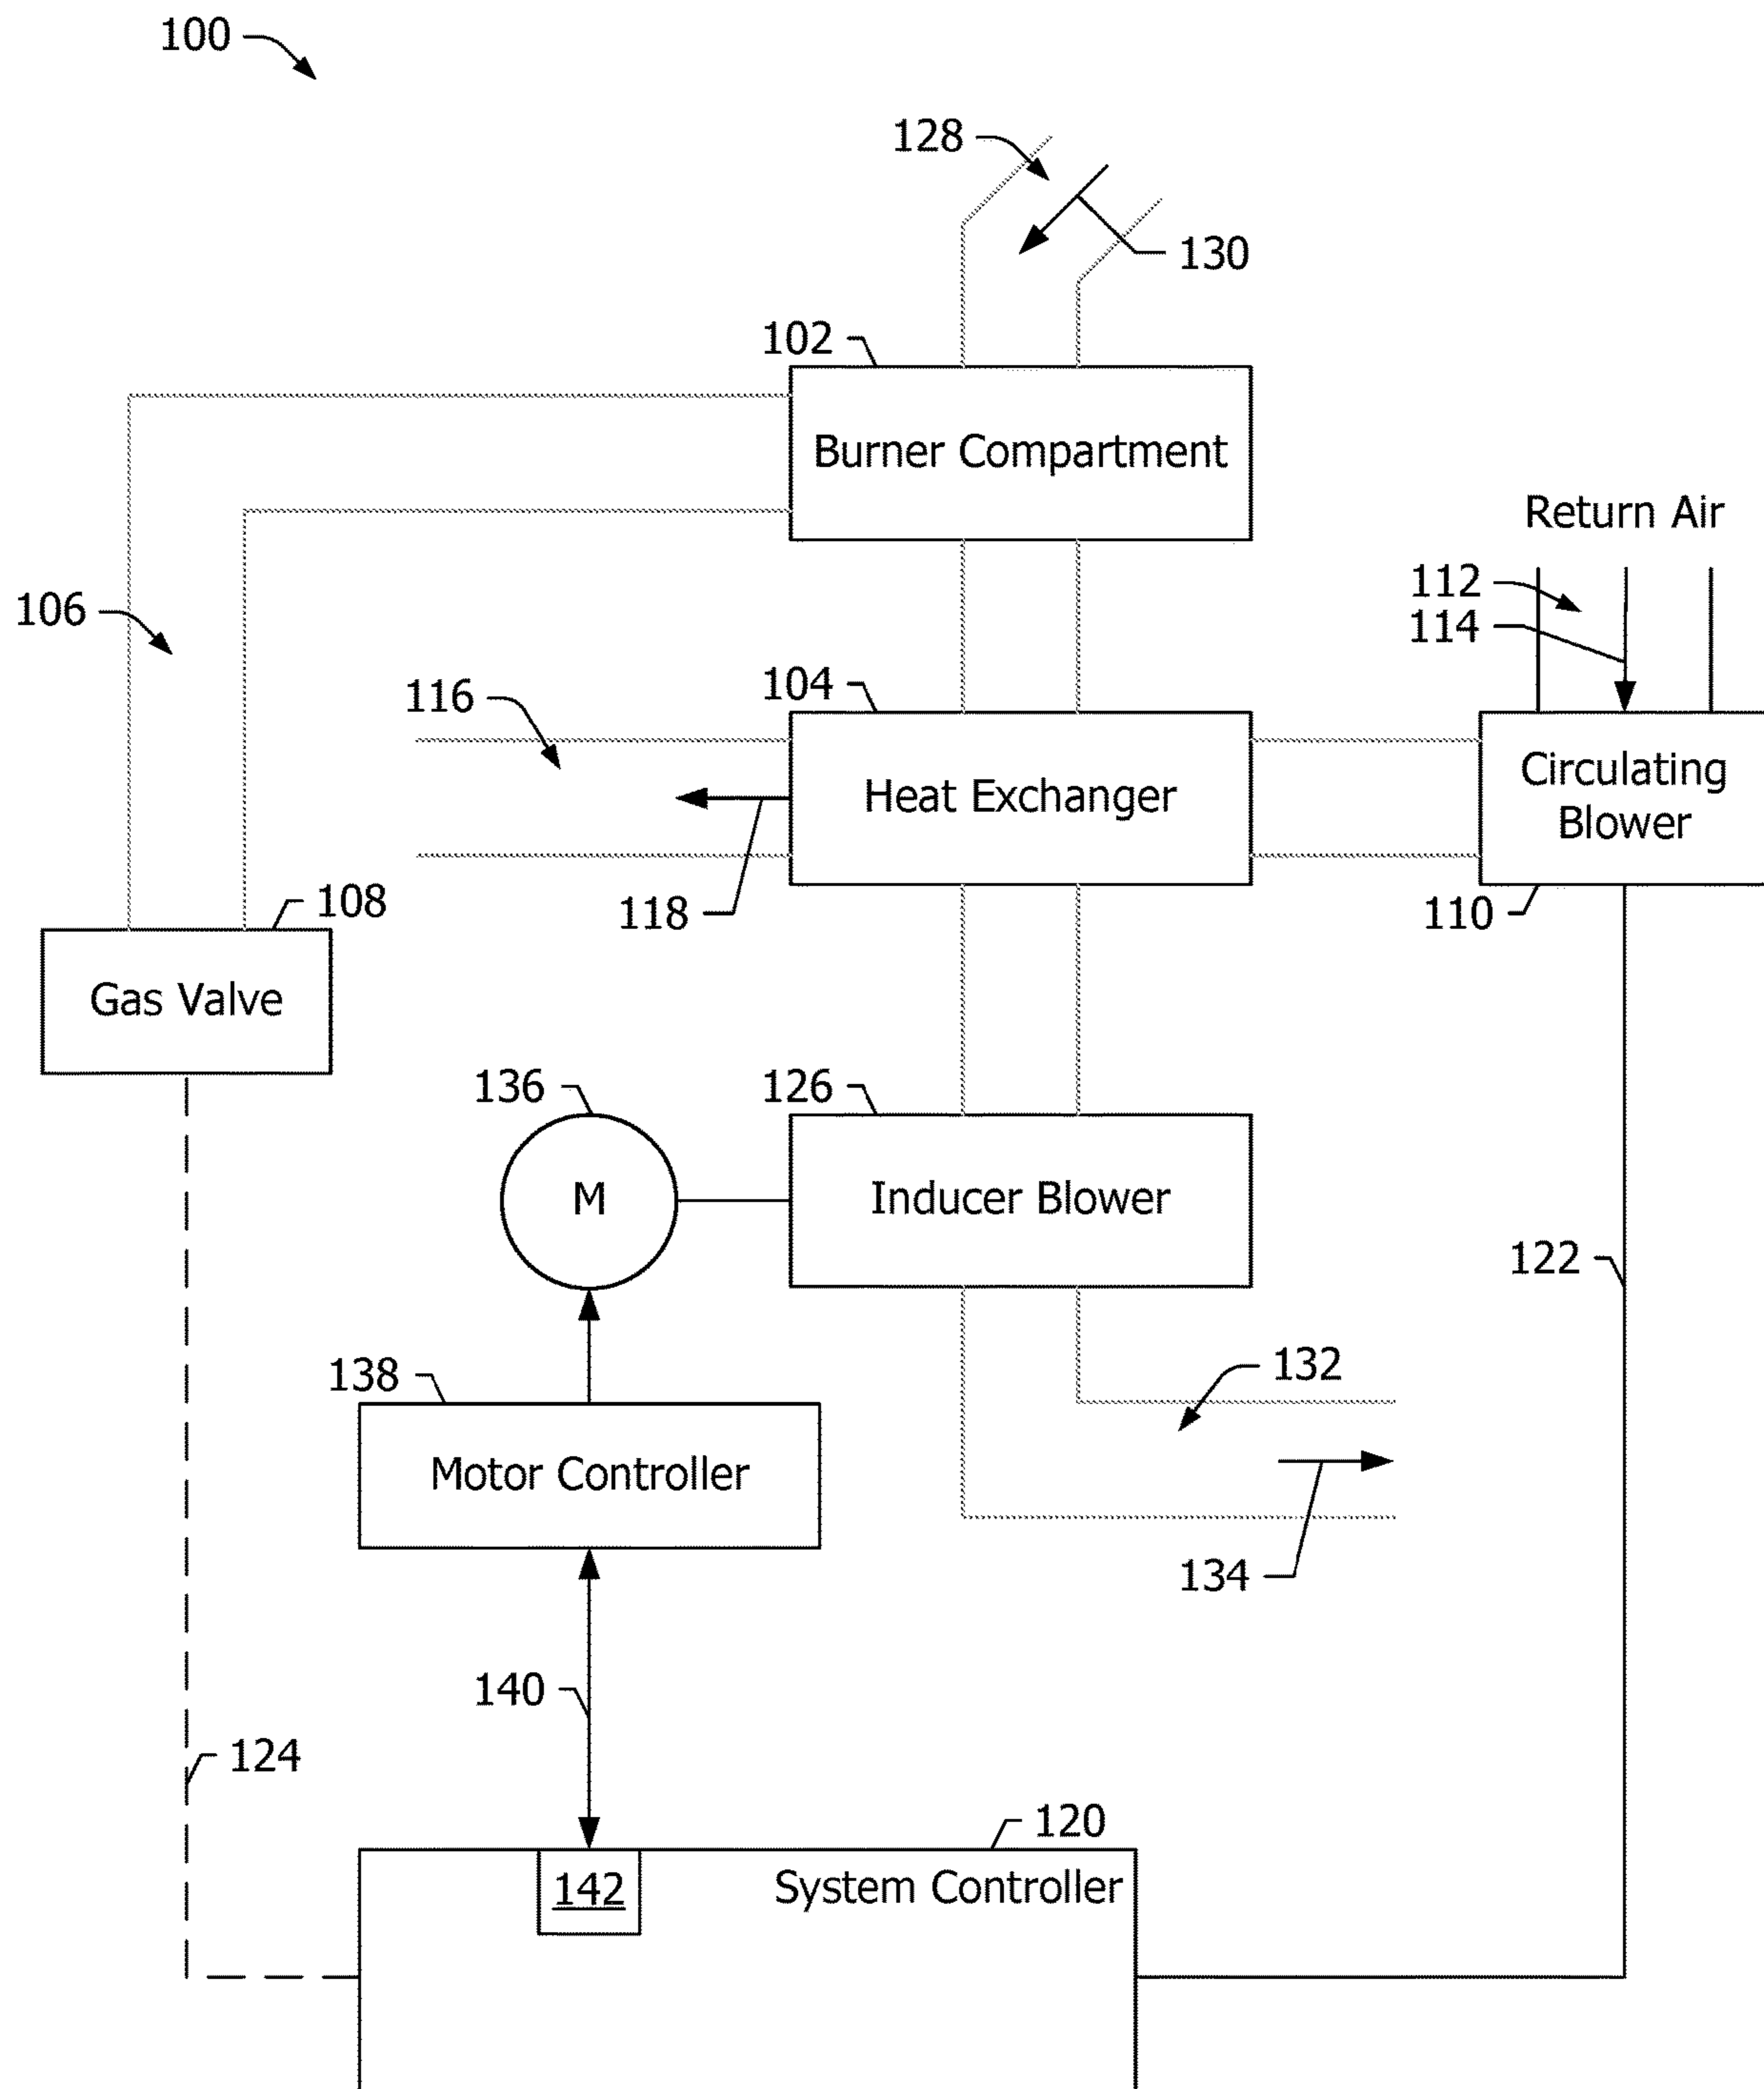 100
128
130
102
Burner Compartment
Return Air
112
114
106
116
104
Heat Exchanger
Circulating
Blower
118
110
108
Gas Valve
136
126
M
Inducer Blower
122
132
138
Motor Controller
134
140
124
120
142
System Controller